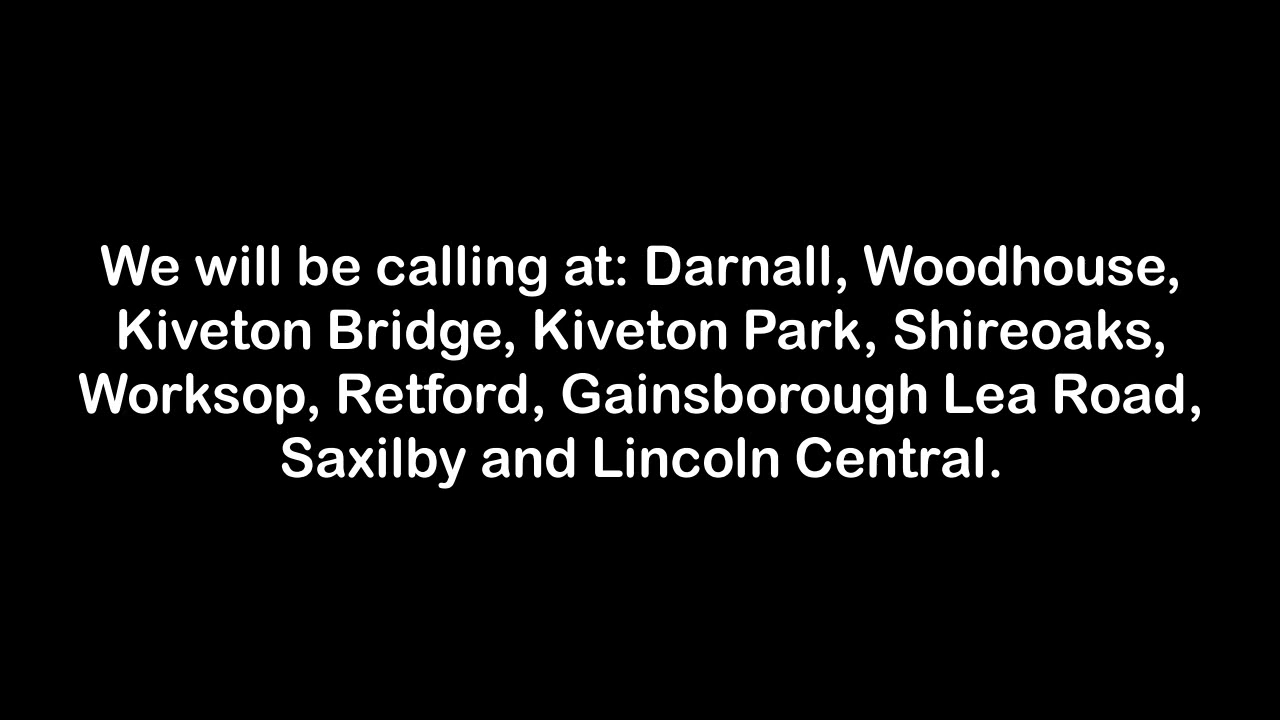 We will be calling at: Darnall, Woodhouse,
Kiveton Bridge, Kiveton Park, Shireoaks,
Worksop, Retford, Gainsborough Lea Road,
Saxilby and Lincoln Central.